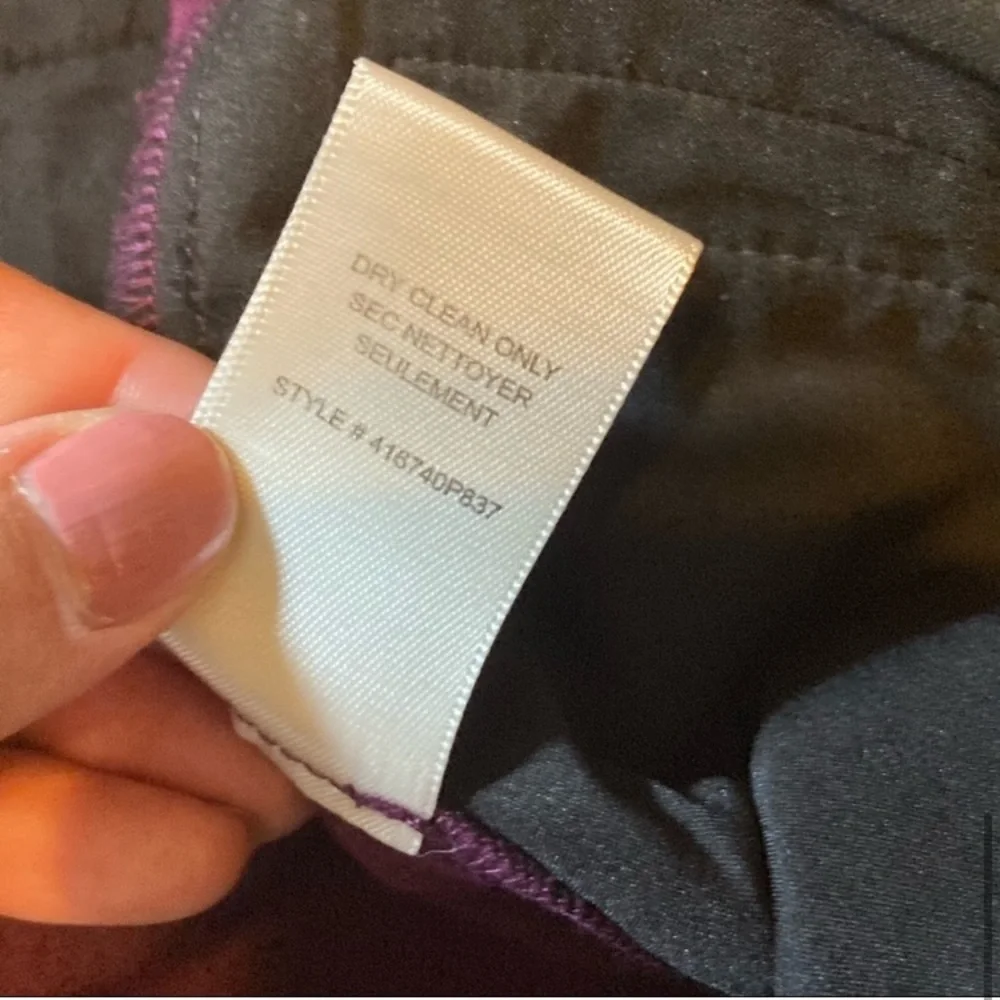 DRY CLEAN ONLY
SEC NETTOYER
SEULEMENT
STYLE # 416740P837